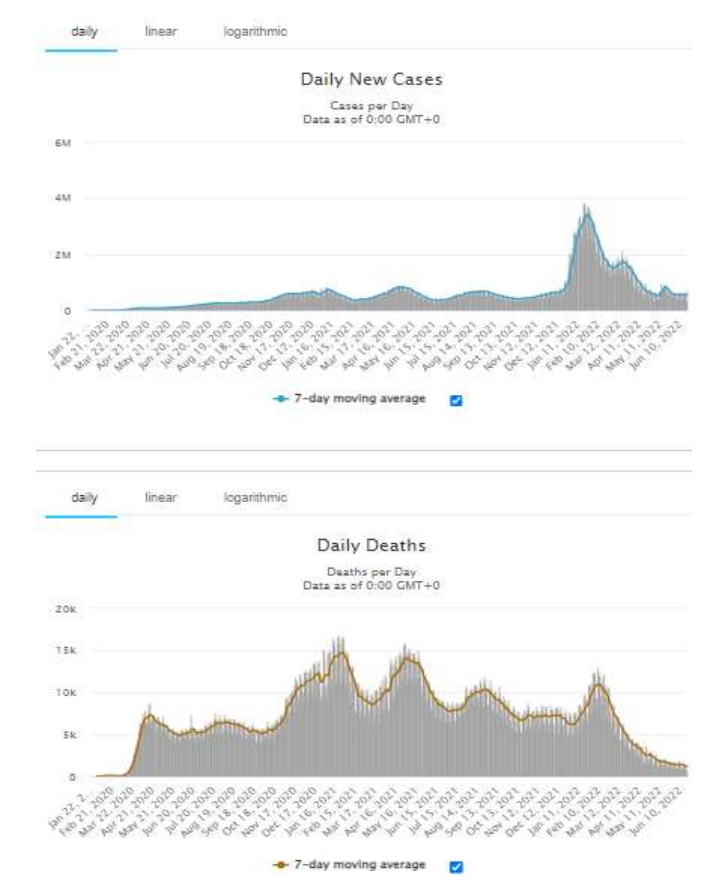 daily linear logarithmic
Daily New Cases
Cases per Day
Data as of 0:00 GMT+0
6M
4M
2M
0
Jan 22, ...
Feb 21, 2020
Mar 22, 2020
Apr 21, 2020
May 21, 2020
Jun 20, 2020
Jul 20, 2020
Aug 19, 2020
Sep 18, 2020
Oct 18, 2020
Nov 17, 2020
Dec 17, 2020
Jan 16, 2021
Feb 15, 2021
Mar 17, 2021
Apr 16, 2021
May 16, 2021
Jun 15, 2021
Jul 15, 2021
Aug 14, 2021
Sep 13, 2021
Oct 13, 2021
Nov 12, 2021
Dec 12, 2021
Jan 11, 2022
Feb 10, 2022
Mar 12, 2022
Apr 11, 2022
May 11, 2022
Jun 10, 2022
7-day moving average
daily linear logarithmic
Daily Deaths
Deaths per Day
Data as of 0:00 GMT+0
20k
15k
10k
5k
0
Jan 22, 2...
Feb 21, 2020
Mar 22, 2020
Apr 21, 2020
May 21, 2020
Jun 20, 2020
Jul 20, 2020
Aug 19, 2020
Sep 18, 2020
Oct 18, 2020
Nov 17, 2020
Dec 17, 2020
Jan 16, 2021
Feb 15, 2021
Mar 17, 2021
Apr 16, 2021
May 16, 2021
Jun 15, 2021
Jul 15, 2021
Aug 14, 2021
Sep 13, 2021
Oct 13, 2021
Nov 12, 2021
Dec 12, 2021
Jan 11, 2022
Feb 10, 2022
Mar 12, 2022
Apr 11, 2022
May 11, 2022
Jun 10, 2022
7-day moving average